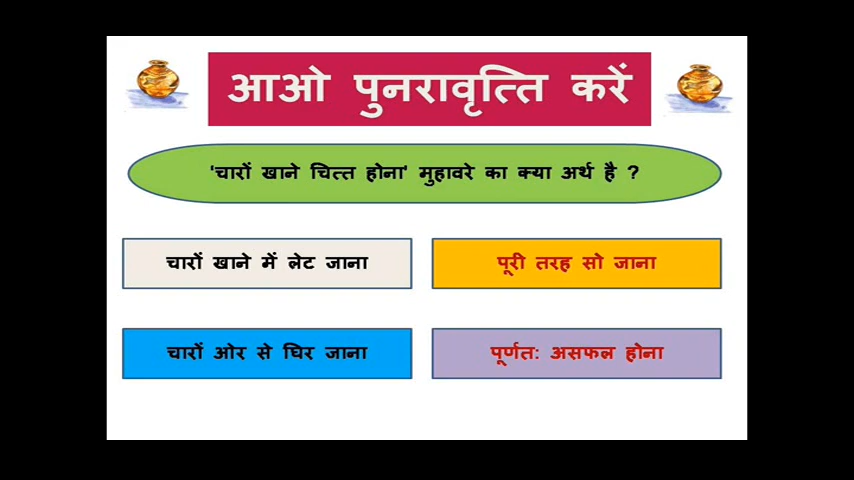 आओ पुनरावृत्ति करें
'चारों खाने चित्त होना' मुहावरे का क्या अर्थ है ?
चारों खाने में लेट जाना
पूरी तरह सो जाना
चारों ओर से घिर जाना
पूर्णत: असफल होना